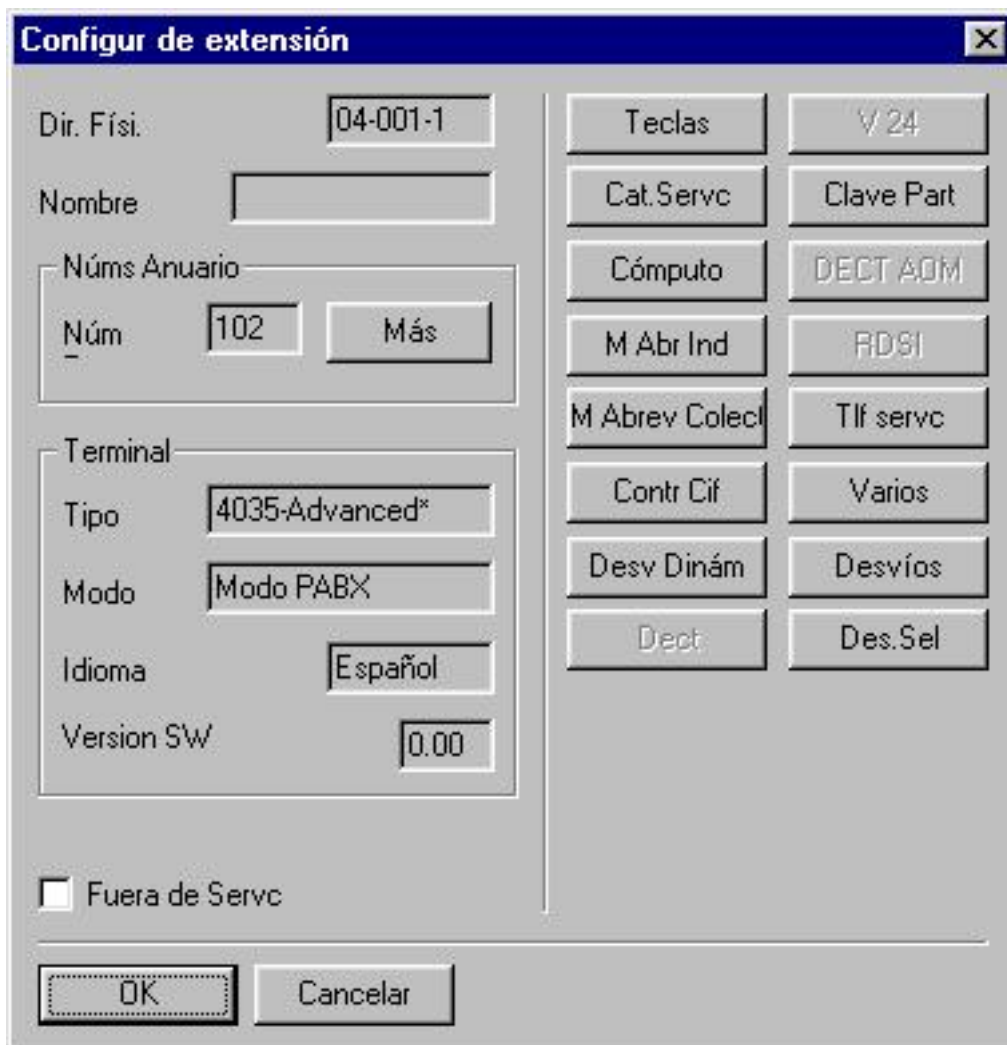 Configur de extensión
Dir. Físi. 04-001-1
Nombre
Núms Anuario
Núm 102 Más
Terminal
Tipo 4035-Advanced*
Modo Modo PABX
Idioma Español
Version SW 0.00
Fuera de Servc
Teclas V 24
Cat.Servc Clave Part
Cómputo DECT AOM
M Abr Ind RDSI
M Abrev Colect Tlf servc
Contr Cif Varios
Desv Dinám Desvíos
Dect Des.Sel
OK Cancelar